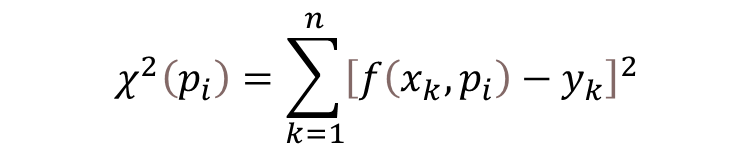 χ²(pᵢ) = ∑ₖ₌₁ⁿ [f(xₖ, pᵢ) − yₖ]²